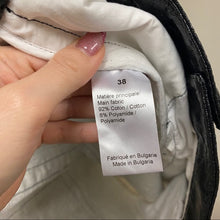 38
Matière principale
Main fabric
92% Coton / Cotton
8% Polyamide /
Polyamide
Fabriqué en Bulgarie
Made in Bulgaria